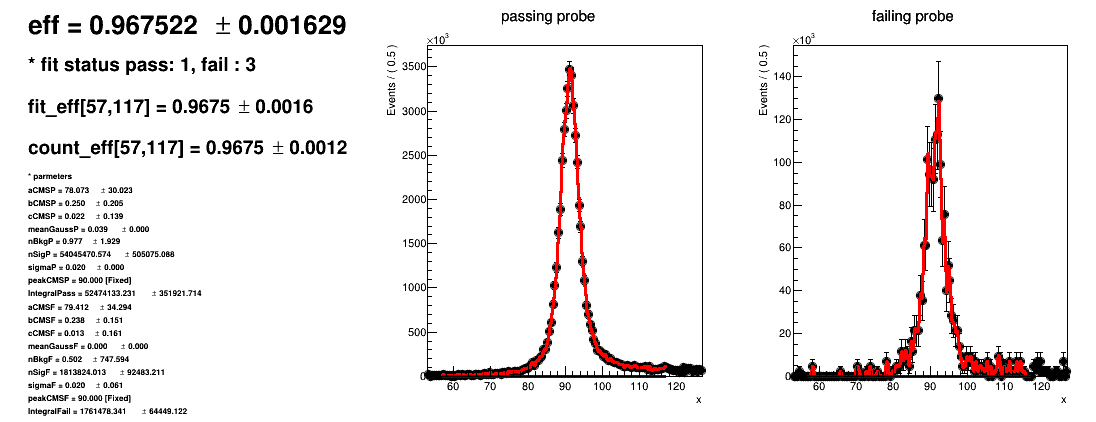 eff = 0.967522 ± 0.001629
* fit status pass: 1, fail : 3
fit_eff[57,117] = 0.9675 ± 0.0016
count_eff[57,117] = 0.9675 ± 0.0012
* parmeters
aCMSP = 78.073 ± 30.023
bCMSP = 0.250 ± 0.205
cCMSP = 0.022 ± 0.139
meanGaussP = 0.039 ± 0.000
nBkgP = 0.977 ± 1.929
nSigP = 54045470.574 ± 505075.088
sigmaP = 0.020 ± 0.000
peakCMSP = 90.000 [Fixed]
IntegralPass = 52474133.231 ± 351921.714
aCMSF = 79.412 ± 34.294
bCMSF = 0.238 ± 0.151
cCMSF = 0.013 ± 0.161
meanGaussF = 0.000 ± 0.000
nBkgF = 0.502 ± 747.594
nSigF = 1813824.013 ± 92483.211
sigmaF = 0.020 ± 0.061
peakCMSF = 90.000 [Fixed]
IntegralFail = 1761478.341 ± 64449.122
passing probe
×10³
Events / ( 0.5 )
3500
3000
2500
2000
1500
1000
500
0
60 70 80 90 100 110 120
x
failing probe
×10³
Events / ( 0.5 )
140
120
100
80
60
40
20
0
60 70 80 90 100 110 120
x